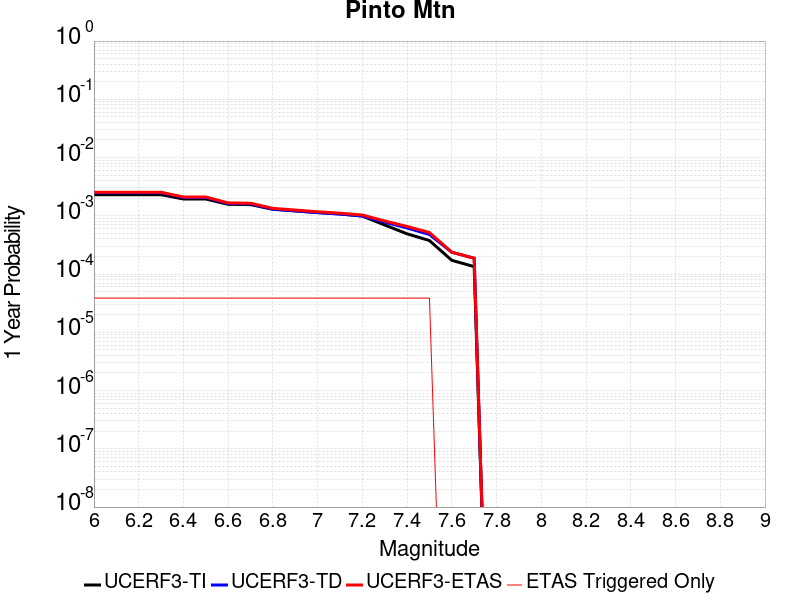 Pinto Mtn
10^0
10^-1
10^-2
10^-3
10^-4
10^-5
10^-6
10^-7
10^-8
1 Year Probability
6 6.2 6.4 6.6 6.8 7 7.2 7.4 7.6 7.8 8 8.2 8.4 8.6 8.8 9
Magnitude
UCERF3-TI UCERF3-TD UCERF3-ETAS ETAS Triggered Only